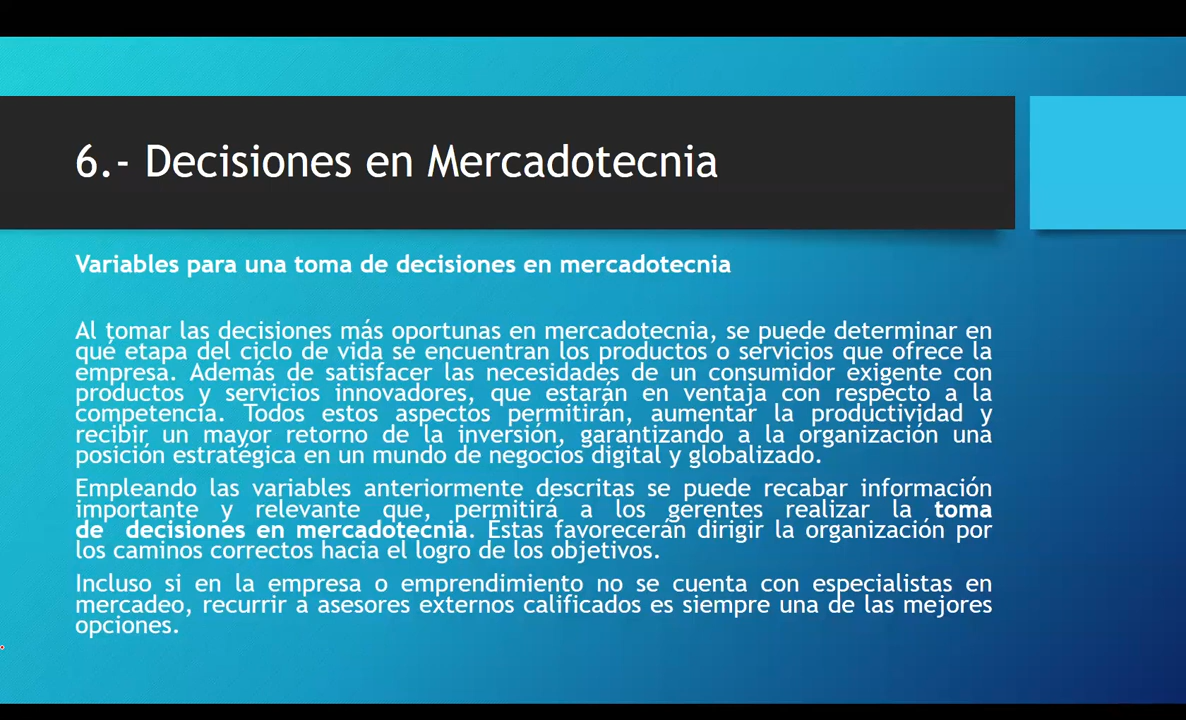 6.- Decisiones en Mercadotecnia
Variables para una toma de decisiones en mercadotecnia
Al tomar las decisiones más oportunas en mercadotecnia, se puede determinar en
qué etapa del ciclo de vida se encuentran los productos o servicios que ofrece la
empresa. Además de satisfacer las necesidades de un consumidor exigente con
productos y servicios innovadores, que estarán en ventaja con respecto a la
competencia. Todos estos aspectos permitirán, aumentar la productividad y
recibir un mayor retorno de la inversión, garantizando a la organización una
posición estratégica en un mundo de negocios digital y globalizado.
Empleando las variables anteriormente descritas se puede recabar información
importante y relevante que, permitirá a los gerentes realizar la toma
de decisiones en mercadotecnia. Éstas favorecerán dirigir la organización por
los caminos correctos hacia el logro de los objetivos.
Incluso si en la empresa o emprendimiento no se cuenta con especialistas en
mercadeo, recurrir a asesores externos calificados es siempre una de las mejores
opciones.